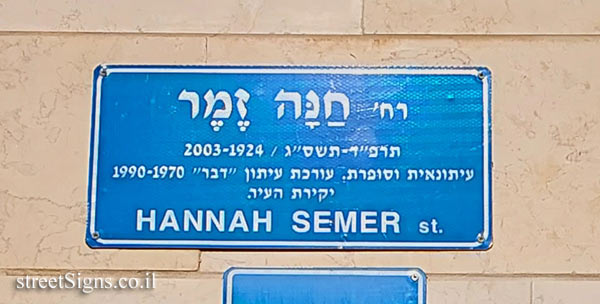 רח' חַנָּה זֶמֶר
תרפ"ד-תשס"ג / 2003-1924
עיתונאית וסופרת. עורכת עיתון "דבר" 1990-1970
יקירת העיר.
HANNAH SEMER st.
streetSigns.co.il